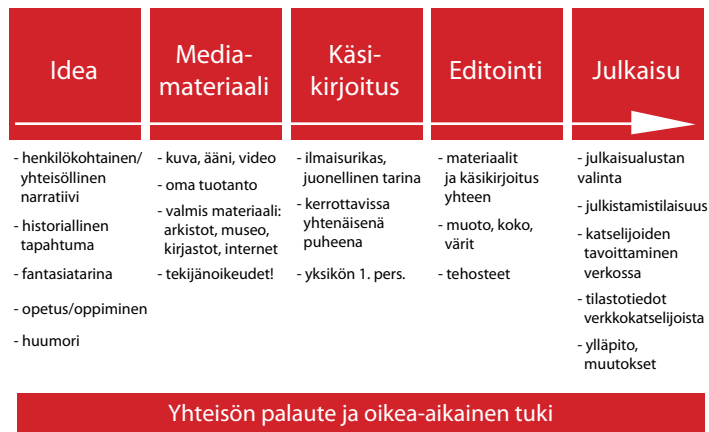 Idea
Media-
materiaali
Käsi-
kirjoitus
Editointi
Julkaisu
- henkilökohtainen/
yhteisöllinen
narratiivi
- historiallinen
tapahtuma
- fantasiatarina
- opetus/oppiminen
- huumori
- kuva, ääni, video
- oma tuotanto
- valmis materiaali:
arkistot, museo,
kirjastot, internet
- tekijänoikeudet!
- ilmaisurikas,
juonellinen tarina
- kerrottavissa
yhtenäisenä
puheena
- yksikön 1. pers.
- materiaalit
ja käsikirjoitus
yhteen
- muoto, koko,
värit
- tehosteet
- julkaisualustan
valinta
- julkistamistilaisuus
- katselijoiden
tavoittaminen
verkossa
- tilastotiedot
verkkokatselijoista
- ylläpito,
muutokset
Yhteisön palaute ja oikea-aikainen tuki